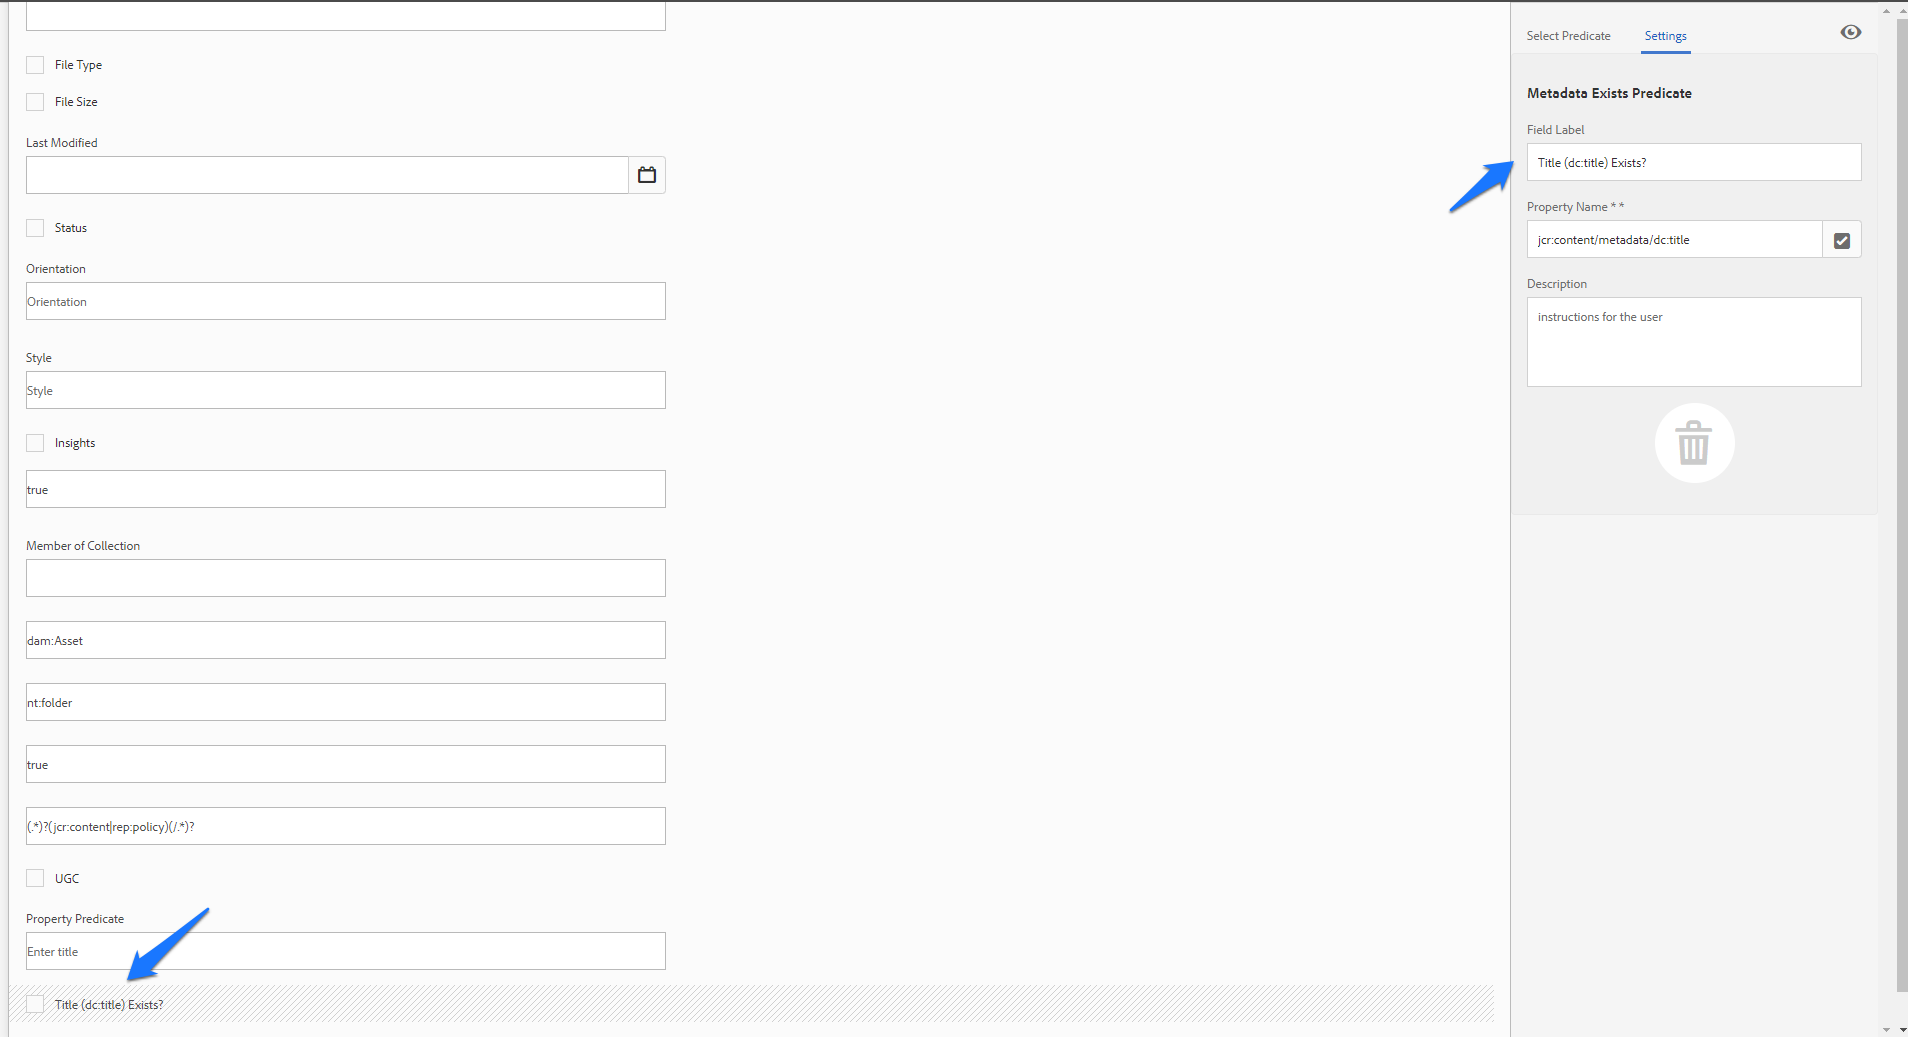 File Type
File Size
Last Modified
Status
Orientation
Orientation
Style
Style
Insights
true
Member of Collection
dam:Asset
nt:folder
true
(.*)?(jcr:content|rep:policy)(/.*)?
UGC
Property Predicate
Enter title
Title (dc:title) Exists?
Select Predicate
Settings
Metadata Exists Predicate
Field Label
Title (dc:title) Exists?
Property Name * *
jcr:content/metadata/dc:title
Description
instructions for the user